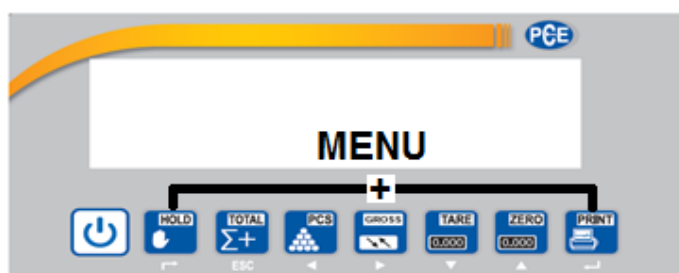 PCE
MENU
+
HOLD TOTAL PCS GROSS TARE ZERO PRINT
Σ+ 0.000 0.000
ESC